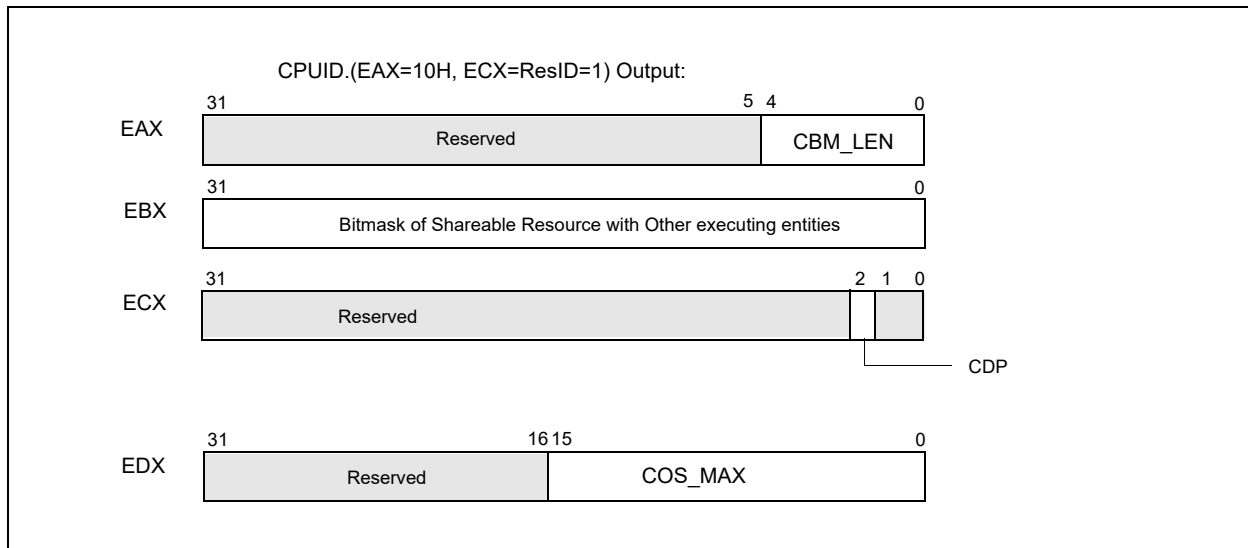 CPUID.(EAX=10H, ECX=ResID=1) Output:
31 5 4 0
EAX Reserved CBM_LEN
31 0
EBX Bitmask of Shareable Resource with Other executing entities
31 2 1 0
ECX Reserved
CDP
31 16 15 0
EDX Reserved COS_MAX